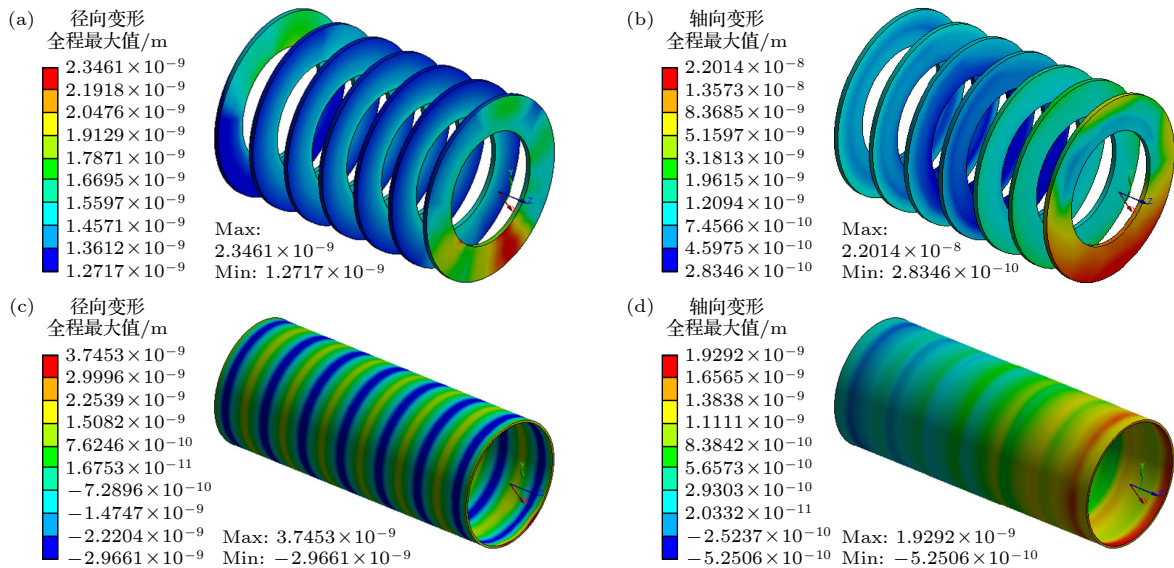 (a)
径向变形
全程最大值/m
2.3461×10⁻⁹
2.1918×10⁻⁹
2.0476×10⁻⁹
1.9129×10⁻⁹
1.7871×10⁻⁹
1.6695×10⁻⁹
1.5597×10⁻⁹
1.4571×10⁻⁹
1.3612×10⁻⁹
1.2717×10⁻⁹
Max:
2.3461×10⁻⁹
Min: 1.2717×10⁻⁹
(b)
轴向变形
全程最大值/m
2.2014×10⁻⁸
1.3573×10⁻⁸
8.3685×10⁻⁹
5.1597×10⁻⁹
3.1813×10⁻⁹
1.9615×10⁻⁹
1.2094×10⁻⁹
7.4566×10⁻¹⁰
4.5975×10⁻¹⁰
2.8346×10⁻¹⁰
Max:
2.2014×10⁻⁸
Min: 2.8346×10⁻¹⁰
(c)
径向变形
全程最大值/m
3.7453×10⁻⁹
2.9996×10⁻⁹
2.2539×10⁻⁹
1.5082×10⁻⁹
7.6246×10⁻¹⁰
1.6753×10⁻¹¹
−7.2896×10⁻¹⁰
−1.4747×10⁻⁹
−2.2204×10⁻⁹
−2.9661×10⁻⁹
Max: 3.7453×10⁻⁹
Min: −2.9661×10⁻⁹
(d)
轴向变形
全程最大值/m
1.9292×10⁻⁹
1.6565×10⁻⁹
1.3838×10⁻⁹
1.1111×10⁻⁹
8.3842×10⁻¹⁰
5.6573×10⁻¹⁰
2.9303×10⁻¹⁰
2.0332×10⁻¹¹
−2.5237×10⁻¹⁰
−5.2506×10⁻¹⁰
Max: 1.9292×10⁻⁹
Min: −5.2506×10⁻¹⁰